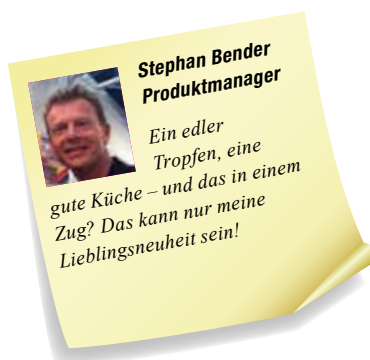 Stephan Bender
Produktmanager
Ein edler
Tropfen, eine
gute Küche – und das in einem
Zug? Das kann nur meine
Lieblingsneuheit sein!